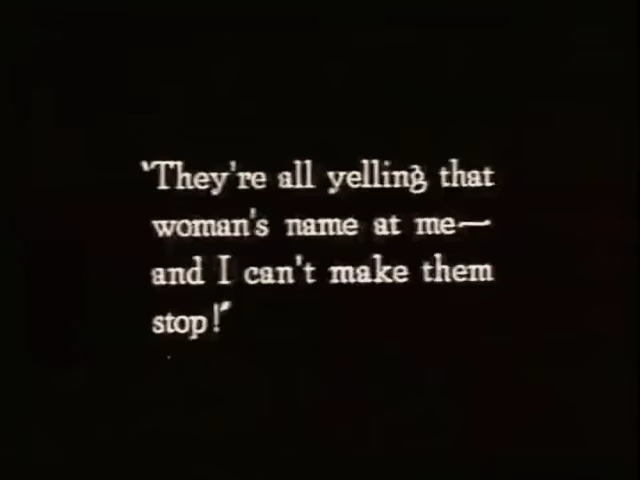 "They're all yelling that
woman's name at me—
and I can't make them
stop!"